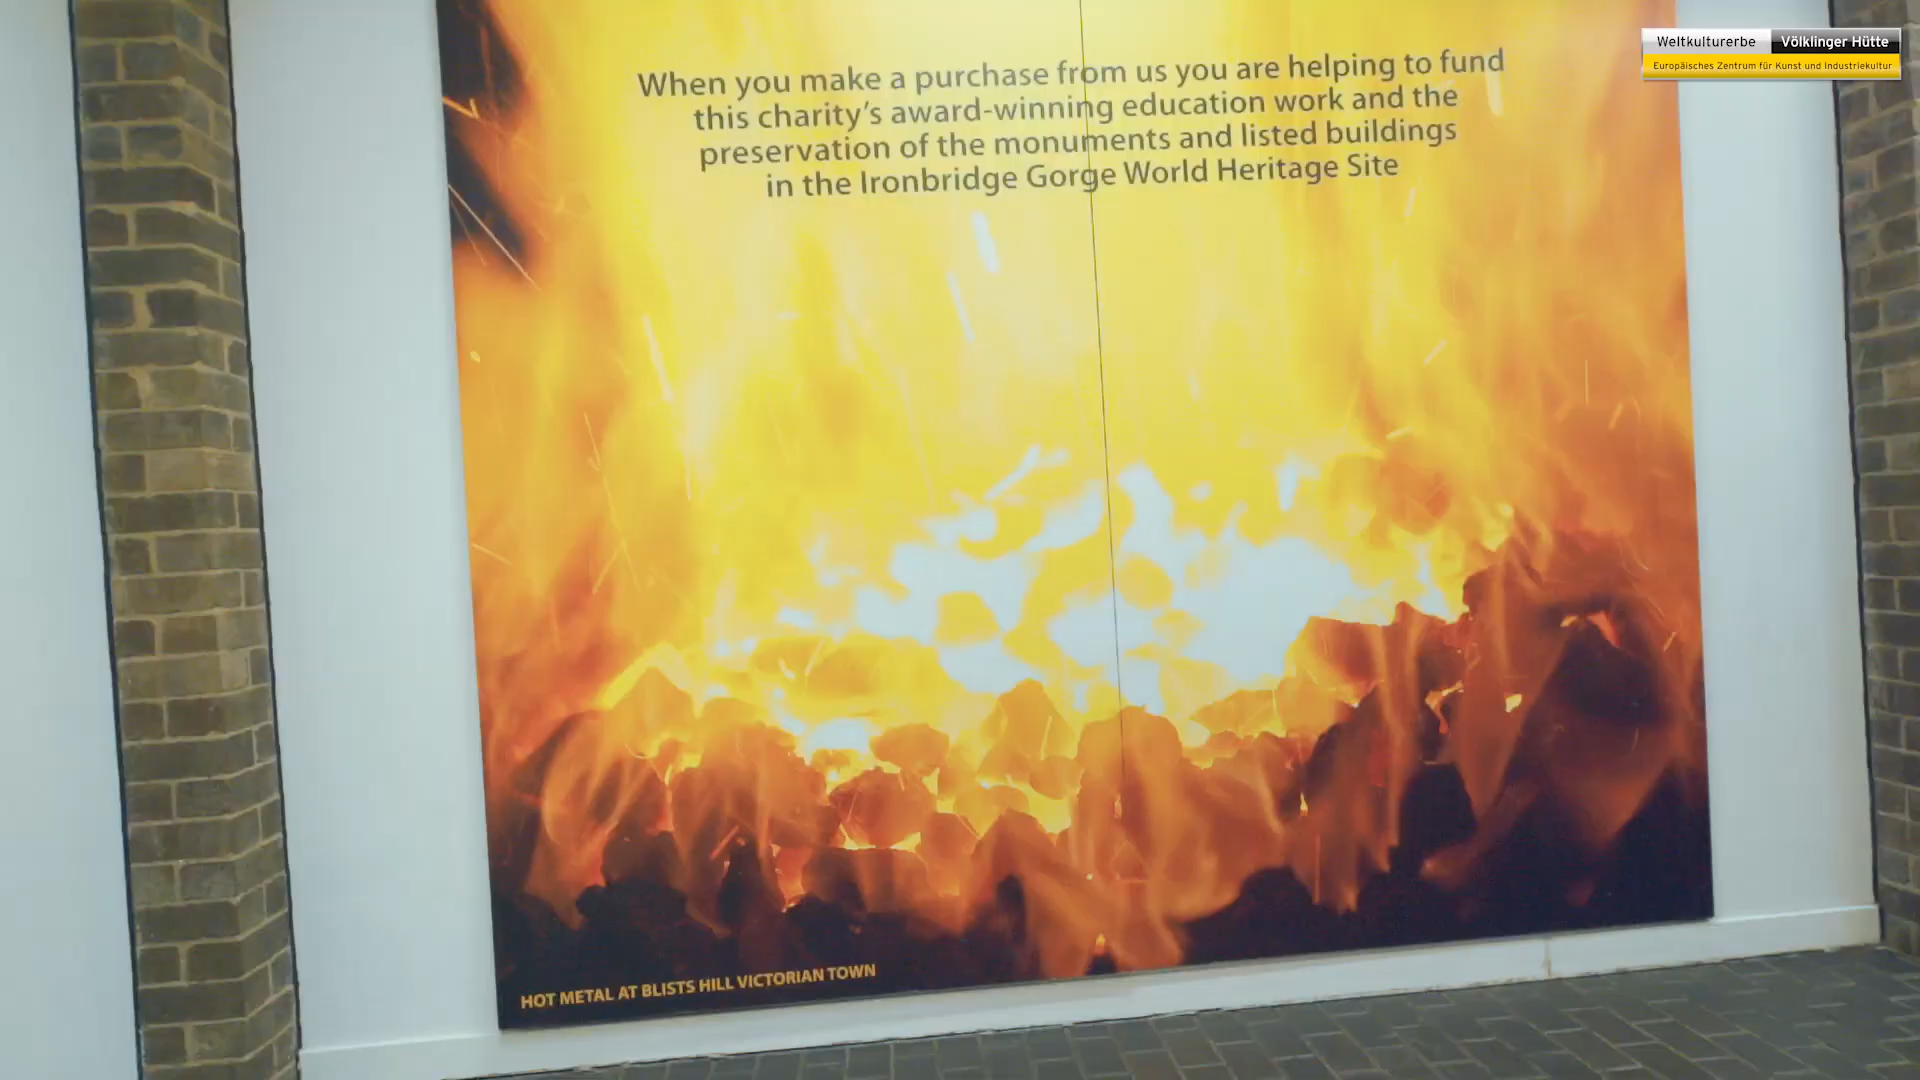 Weltkulturerbe Völklinger Hütte
Europäisches Zentrum für Kunst und Industriekultur
When you make a purchase from us you are helping to fund
this charity's award-winning education work and the
preservation of the monuments and listed buildings
in the Ironbridge Gorge World Heritage Site
HOT METAL AT BLISTS HILL VICTORIAN TOWN